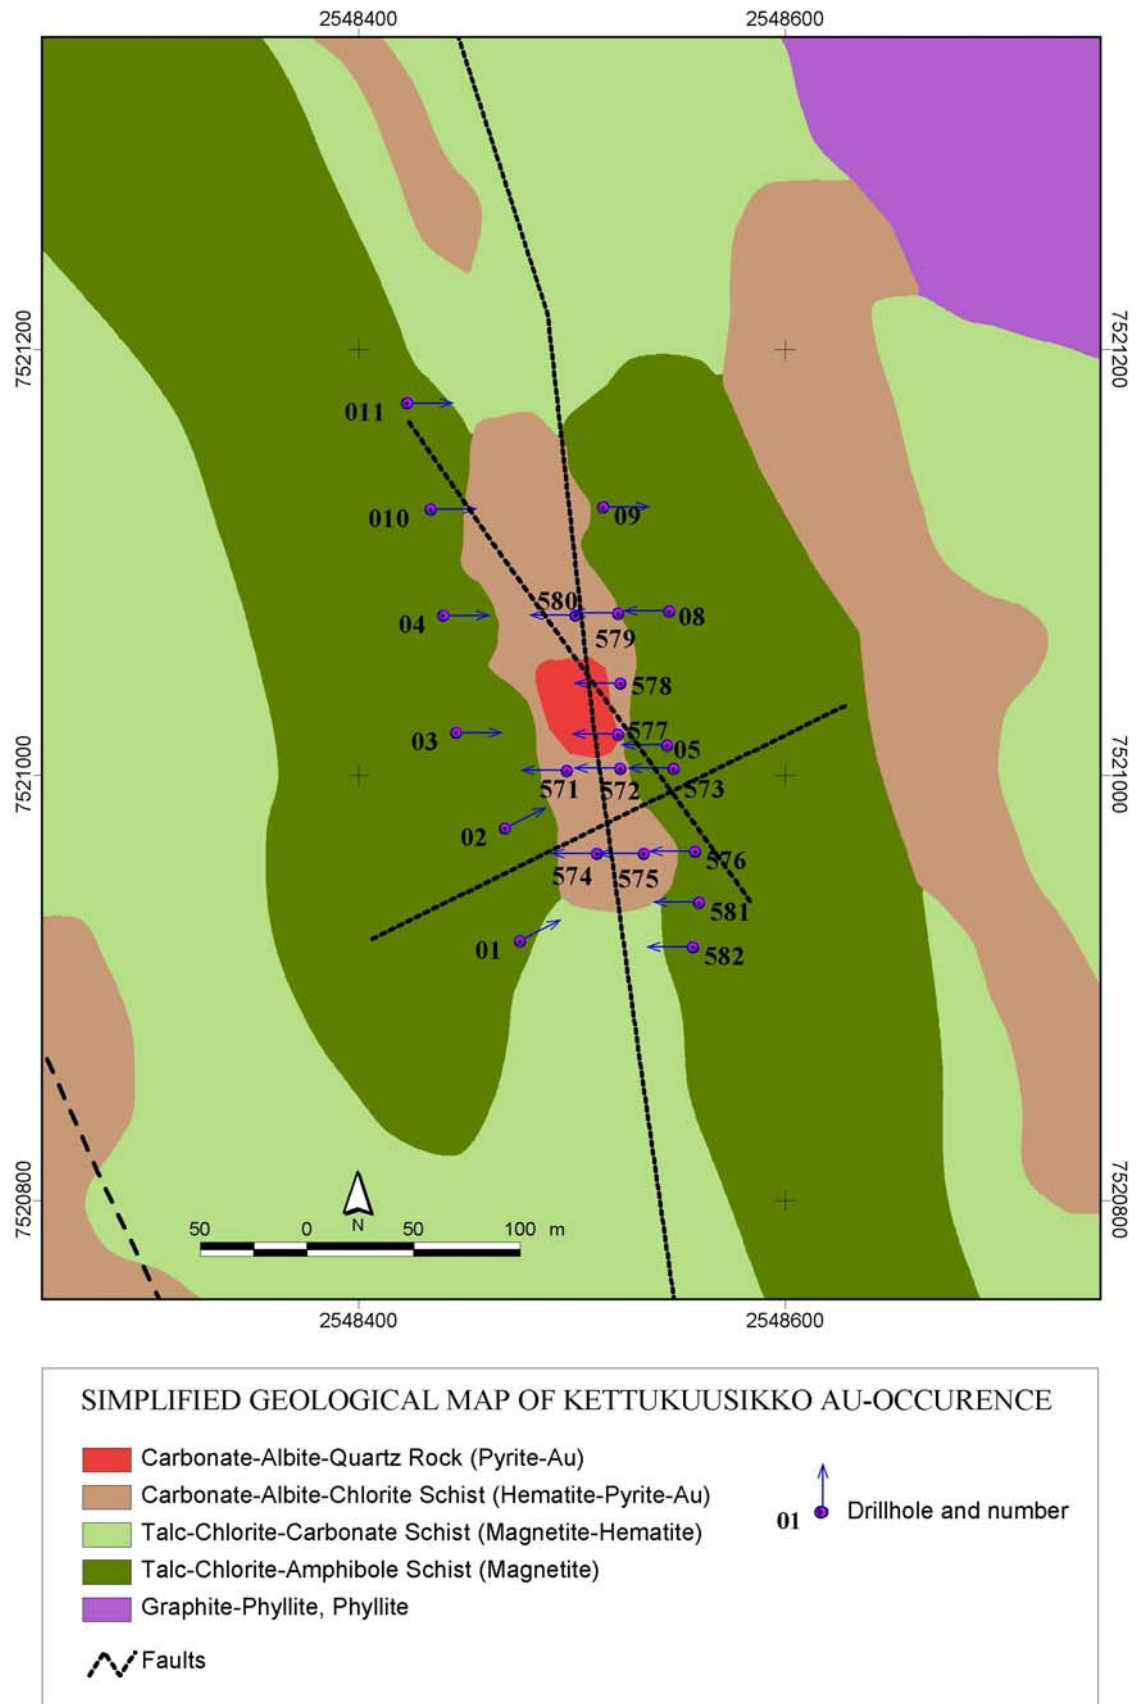 2548400 2548600
7521200 7521200
011
010 09
580
04 08
579
578
577
03 05
571 572 573
02
576
574 575
581
01 582
7521000 7521000
7520800 7520800
50 0 50 100 m
N
2548400 2548600
SIMPLIFIED GEOLOGICAL MAP OF KETTUKUUSIKKO AU-OCCURENCE
Carbonate-Albite-Quartz Rock (Pyrite-Au)
Carbonate-Albite-Chlorite Schist (Hematite-Pyrite-Au)
Talc-Chlorite-Carbonate Schist (Magnetite-Hematite)
Talc-Chlorite-Amphibole Schist (Magnetite)
Graphite-Phyllite, Phyllite
Faults
01 Drillhole and number